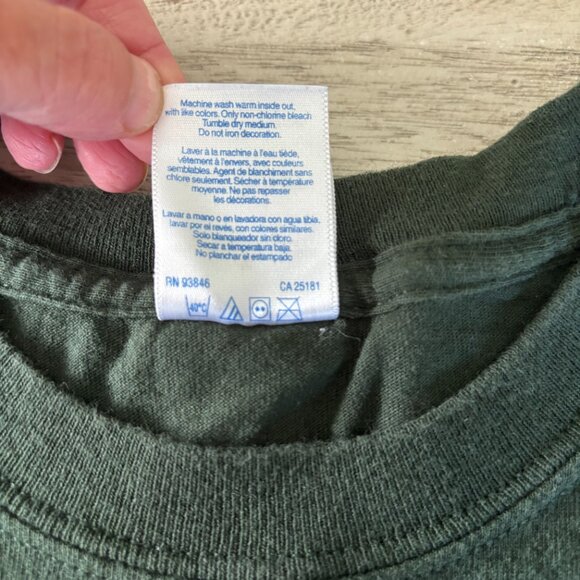 Machine wash warm inside out,
with like colors. Only non-chlorine bleach
Tumble dry medium.
Do not iron decoration.
Laver à la machine à l'eau tiède,
vêtement à l'envers, avec couleurs
semblables. Agent de blanchiment sans
chlore seulement. Sécher à température
moyenne. Ne pas repasser
les décorations.
Lavar a mano o en lavadora con agua tibia,
lavar por el revés, con colores similares.
Solo blanqueador sin cloro.
Secar a temperatura baja.
No planchar el estampado
RN 93846 CA 25181
40°C